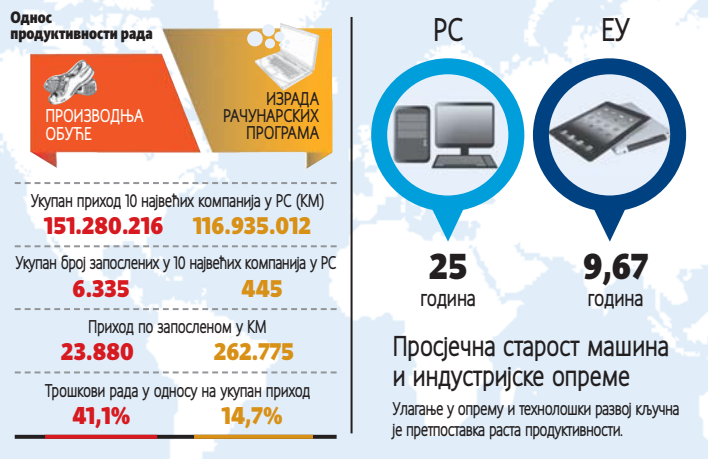 Однос
продуктивности рада
ПРОИЗВОДЊА
ОБУЋЕ
ИЗРАДА
РАЧУНАРСКИХ
ПРОГРАМА
Укупан приход 10 највећих компанија у РС (КМ)
151.280.216 116.935.012
Укупан број запослених у 10 највећих компанија у РС
6.335 445
Приход по запосленом у КМ
23.880 262.775
Трошкови рада у односу на укупан приход
41,1% 14,7%
РС ЕУ
25 9,67
година година
Просјечна старост машина
и индустријске опреме
Улагање у опрему и технолошки развој кључна
је претпоставка раста продуктивности.